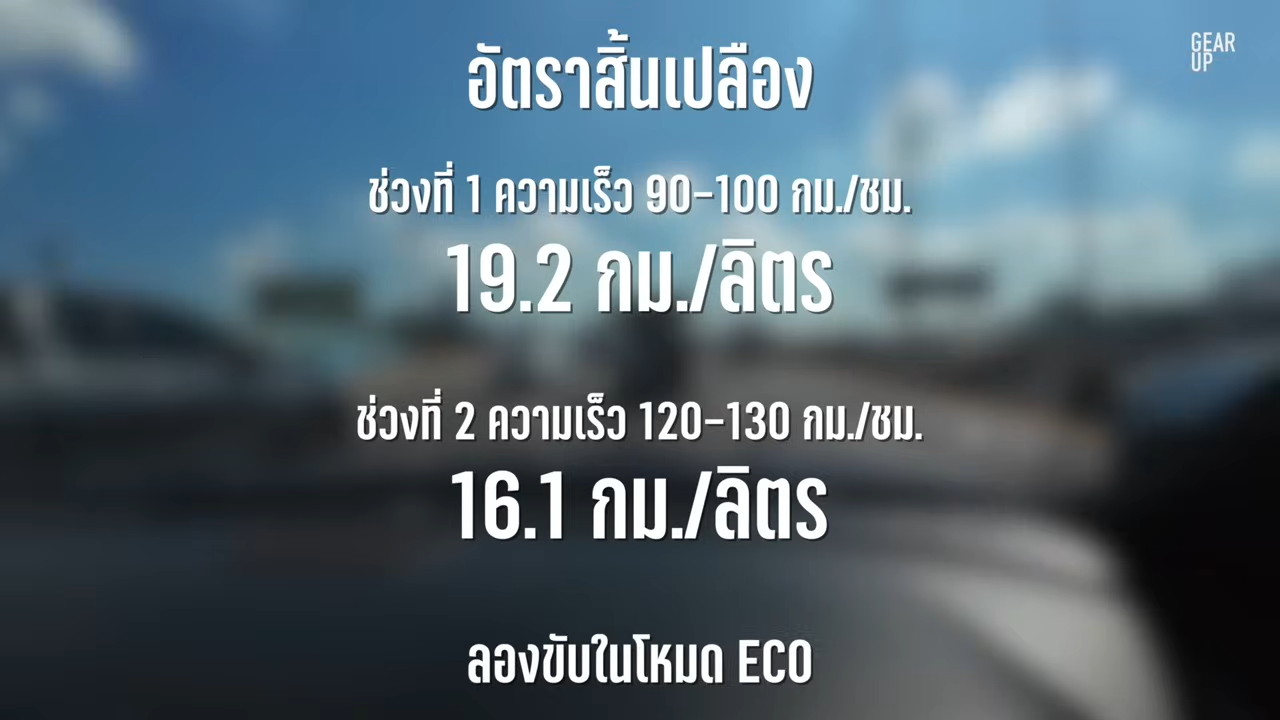 อัตราสิ้นเปลือง
GEAR
UP
ช่วงที่ 1 ความเร็ว 90–100 กม./ชม.
19.2 กม./ลิตร
ช่วงที่ 2 ความเร็ว 120–130 กม./ชม.
16.1 กม./ลิตร
ลองขับในโหมด ECO